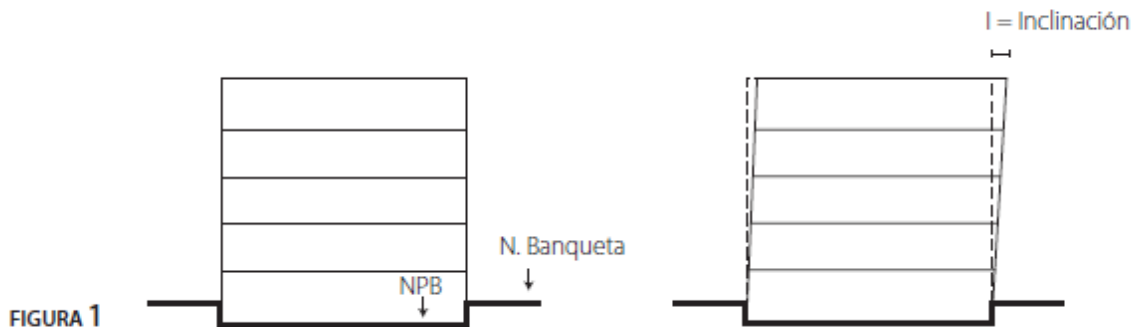 I = Inclinación
N. Banqueta
NPB
FIGURA 1